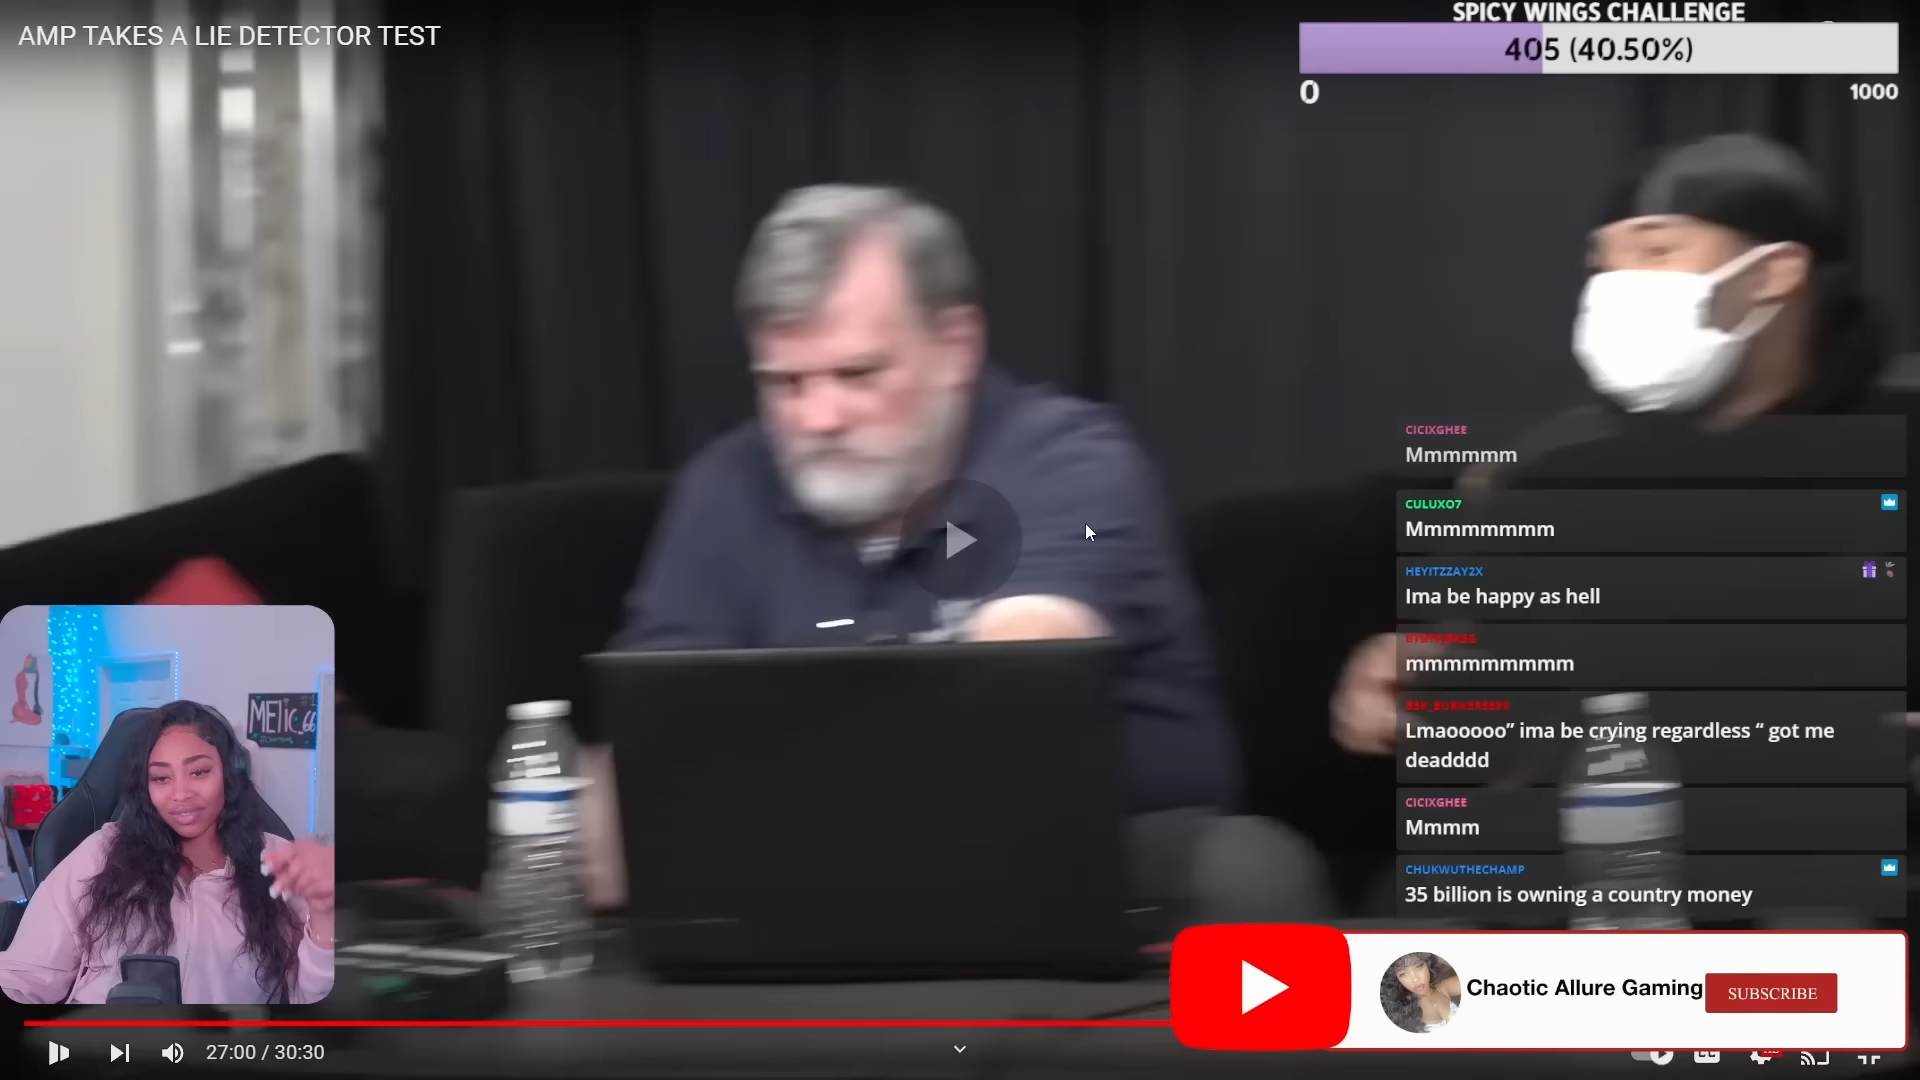 AMP TAKES A LIE DETECTOR TEST
SPICY WINGS CHALLENGE
405 (40.50%)
0
1000
CICIXGHEE
Mmmmmm
CULUXO7
Mmmmmmmm
HEYITZZAY2X
Ima be happy as hell
mmmmmmmmm
Lmaooooo” ima be crying regardless “ got me
deadddd
CICIXGHEE
Mmmm
CHUKWUTHECHAMP
35 billion is owning a country money
Chaotic Allure Gaming
SUBSCRIBE
27:00 / 30:30